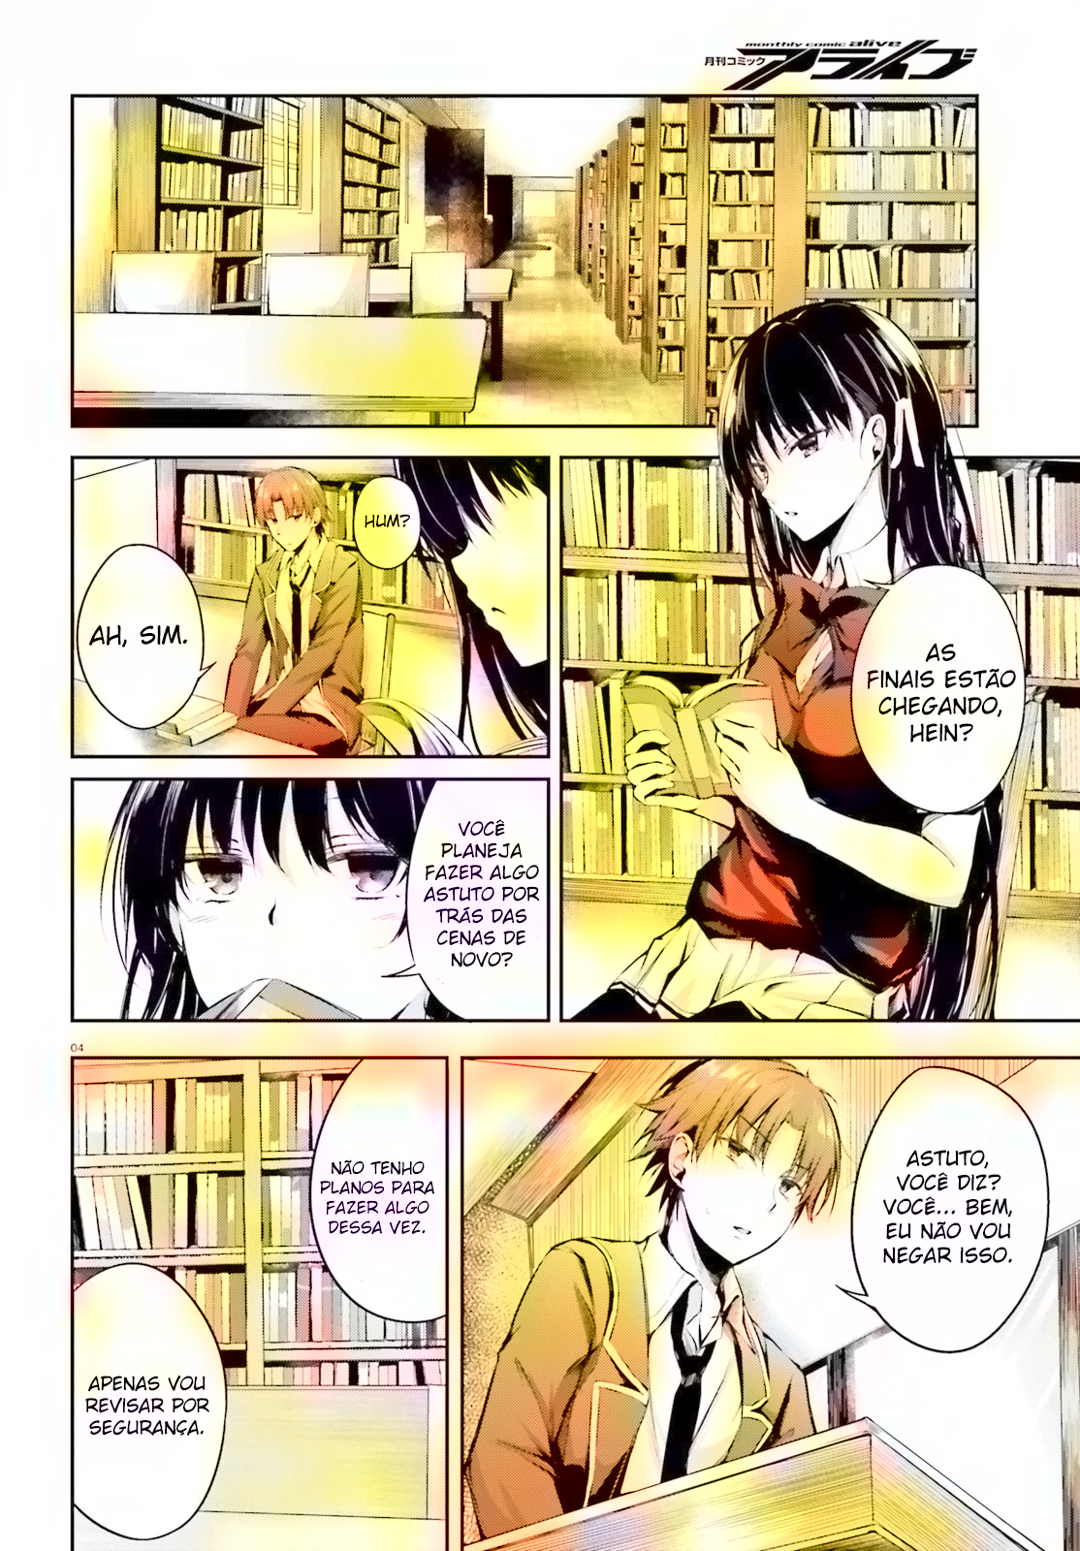 monthly comic alive
月刊コミック
アライブ
AS
FINAIS ESTÃO
CHEGANDO,
HEIN?
HUM?
AH, SIM.
VOCÊ
PLANEJA
FAZER ALGO
ASTUTO POR
TRÁS DAS
CENAS DE
NOVO?
04
ASTUTO,
VOCÊ DIZ?
VOCÊ... BEM,
EU NÃO VOU
NEGAR ISSO.
NÃO TENHO
PLANOS PARA
FAZER ALGO
DESSA VEZ.
APENAS VOU
REVISAR POR
SEGURANÇA.